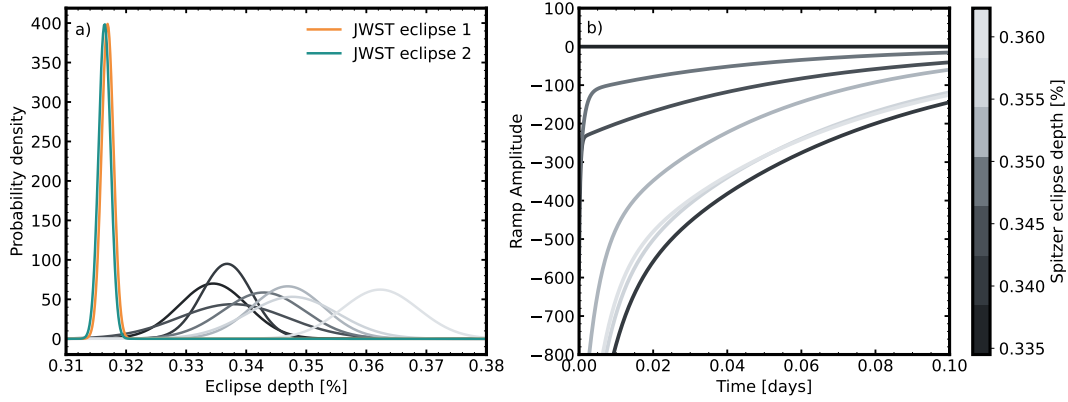 a)
JWST eclipse 1
JWST eclipse 2
400
350
300
250
200
150
100
50
0
Probability density
0.31 0.32 0.33 0.34 0.35 0.36 0.37 0.38
Eclipse depth [%]
b)
100
0
−100
−200
−300
−400
−500
−600
−700
−800
Ramp Amplitude
0.00 0.02 0.04 0.06 0.08 0.10
Time [days]
0.360
0.355
0.350
0.345
0.340
0.335
Spitzer eclipse depth [%]